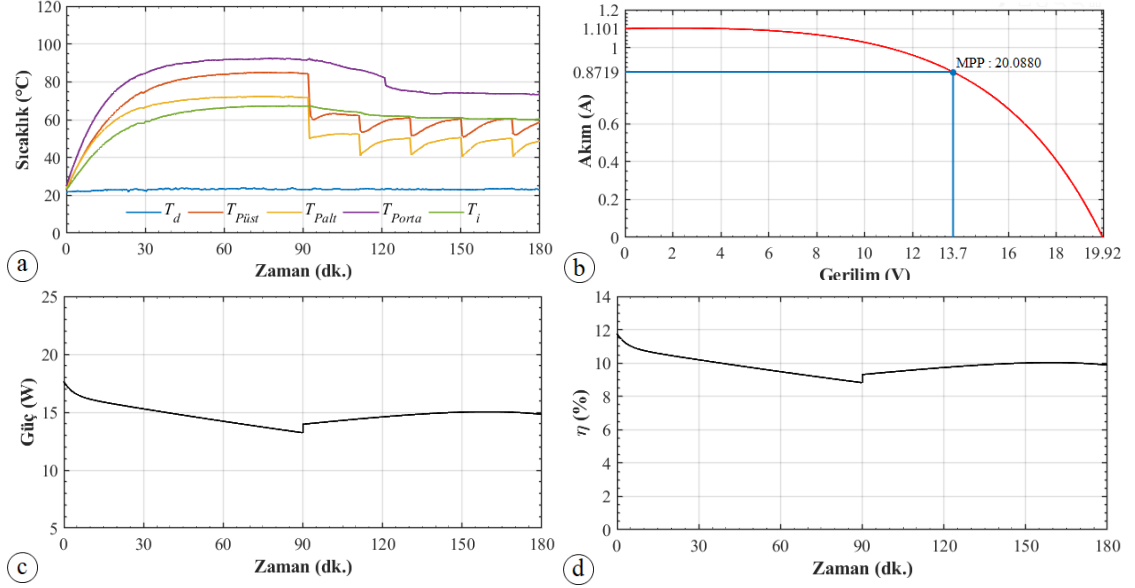 120
100
80
60
40
20
0
0 30 60 90 120 150 180
Sıcaklık (°C)
Zaman (dk.)
T_d T_Püst T_Palt T_Porta T_i
a
1.2
1.101
1
0.8719
0.6
0.4
0.2
0
0 2 4 6 8 10 12 13.7 16 18 19.92
Akım (A)
Gerilim (V)
MPP : 20.0880
b
25
20
15
10
5
0 30 60 90 120 150 180
Güç (W)
Zaman (dk.)
c
14
12
10
8
6
4
2
0
0 30 60 90 120 150 180
η (%)
Zaman (dk.)
d